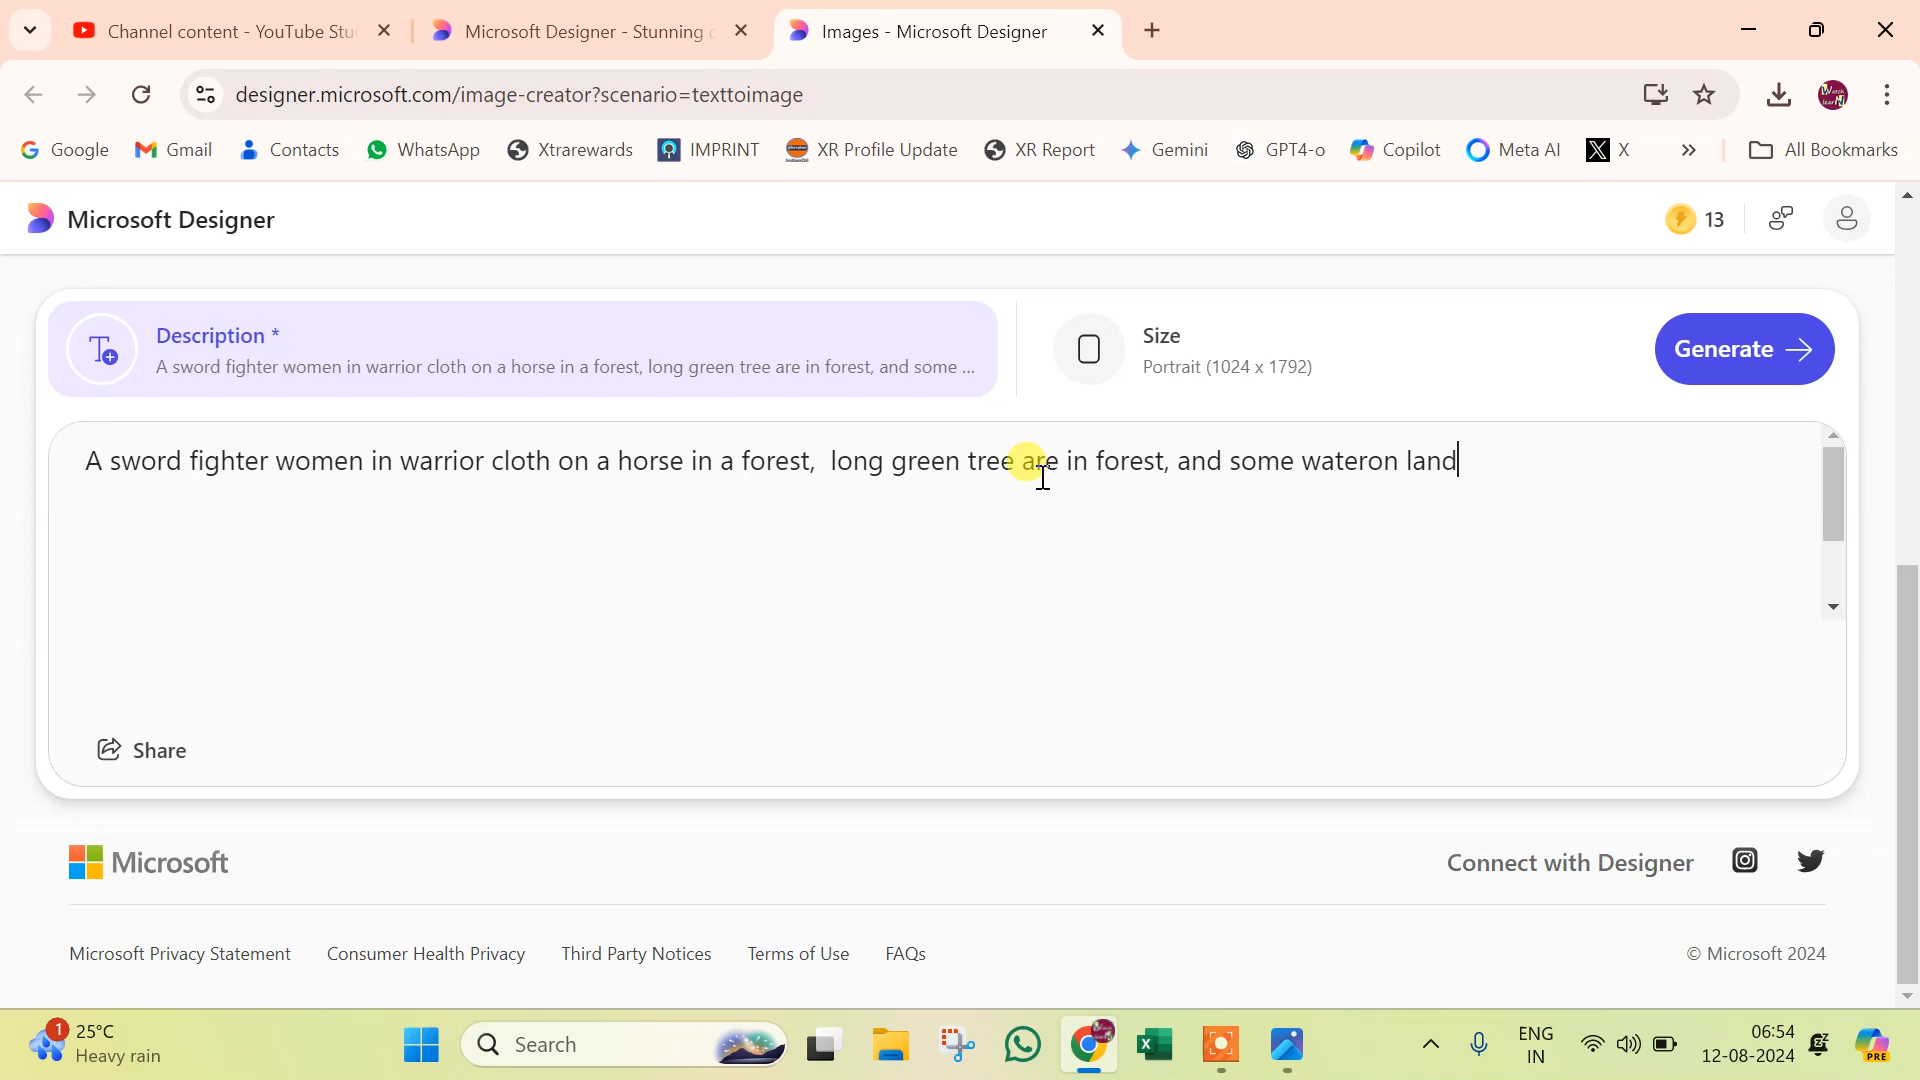 Channel content - YouTube Stu
Microsoft Designer - Stunning
Images - Microsoft Designer
designer.microsoft.com/image-creator?scenario=texttoimage
Google
Gmail
Contacts
WhatsApp
Xtrarewards
IMPRINT
XR Profile Update
XR Report
Gemini
GPT4-o
Copilot
Meta AI
X
All Bookmarks
Microsoft Designer
13
Description *
A sword fighter women in warrior cloth on a horse in a forest, long green tree are in forest, and some ...
Size
Portrait (1024 x 1792)
Generate
A sword fighter women in warrior cloth on a horse in a forest,  long green tree are in forest, and some wateron land
Share
Microsoft
Connect with Designer
Microsoft Privacy Statement
Consumer Health Privacy
Third Party Notices
Terms of Use
FAQs
© Microsoft 2024
1
25°C
Heavy rain
Search
ENG
IN
06:54
12-08-2024
PRE